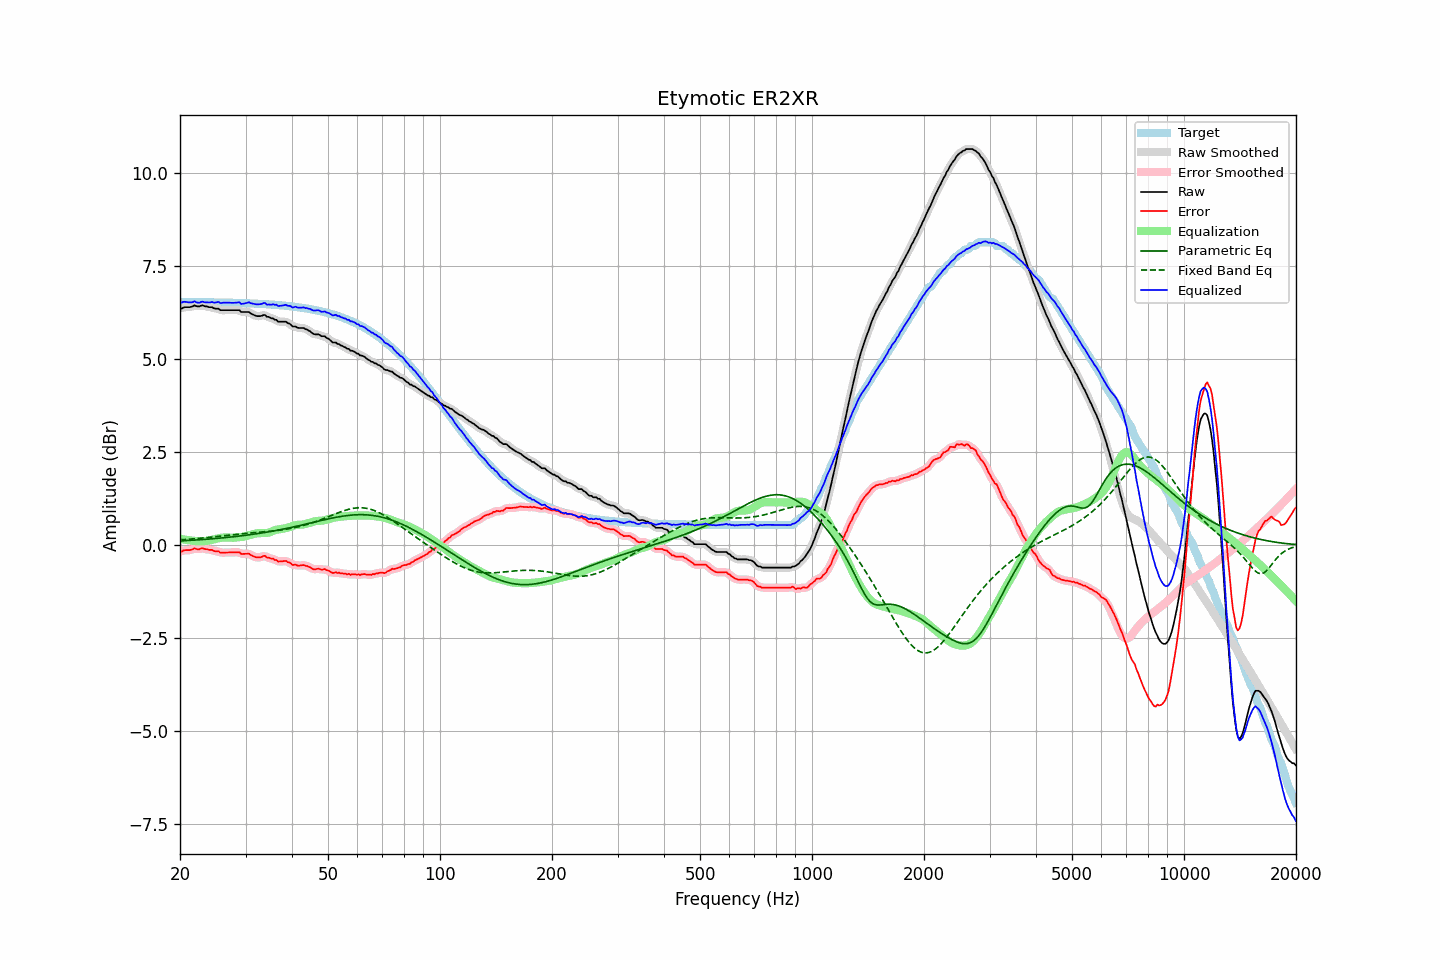 Etymotic ER2XR
Target
Raw Smoothed
Error Smoothed
Raw
Error
Equalization
Parametric Eq
Fixed Band Eq
Equalized
10.0
7.5
5.0
2.5
0.0
−2.5
−5.0
−7.5
Amplitude (dBr)
20 50 100 200 500 1000 2000 5000 10000 20000
Frequency (Hz)